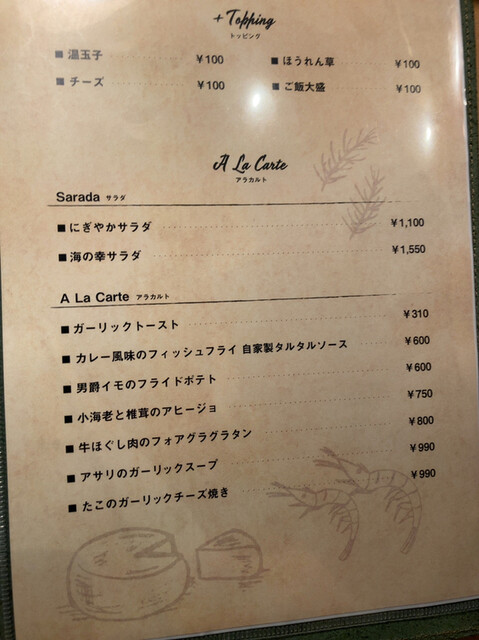 + Topping
トッピング
■ 温玉子 ¥100 ■ ほうれん草 ¥100
■ チーズ ¥100 ■ ご飯大盛 ¥100
A La Carte
アラカルト
Sarada サラダ
■ にぎやかサラダ ¥1,100
■ 海の幸サラダ ¥1,550
A La Carte アラカルト
■ ガーリックトースト ¥310
■ カレー風味のフィッシュフライ 自家製タルタルソース ¥600
■ 男爵イモのフライドポテト ¥600
■ 小海老と椎茸のアヒージョ ¥750
■ 牛ほぐし肉のフォアグラグラタン ¥800
■ アサリのガーリックスープ ¥990
■ たこのガーリックチーズ焼き ¥990